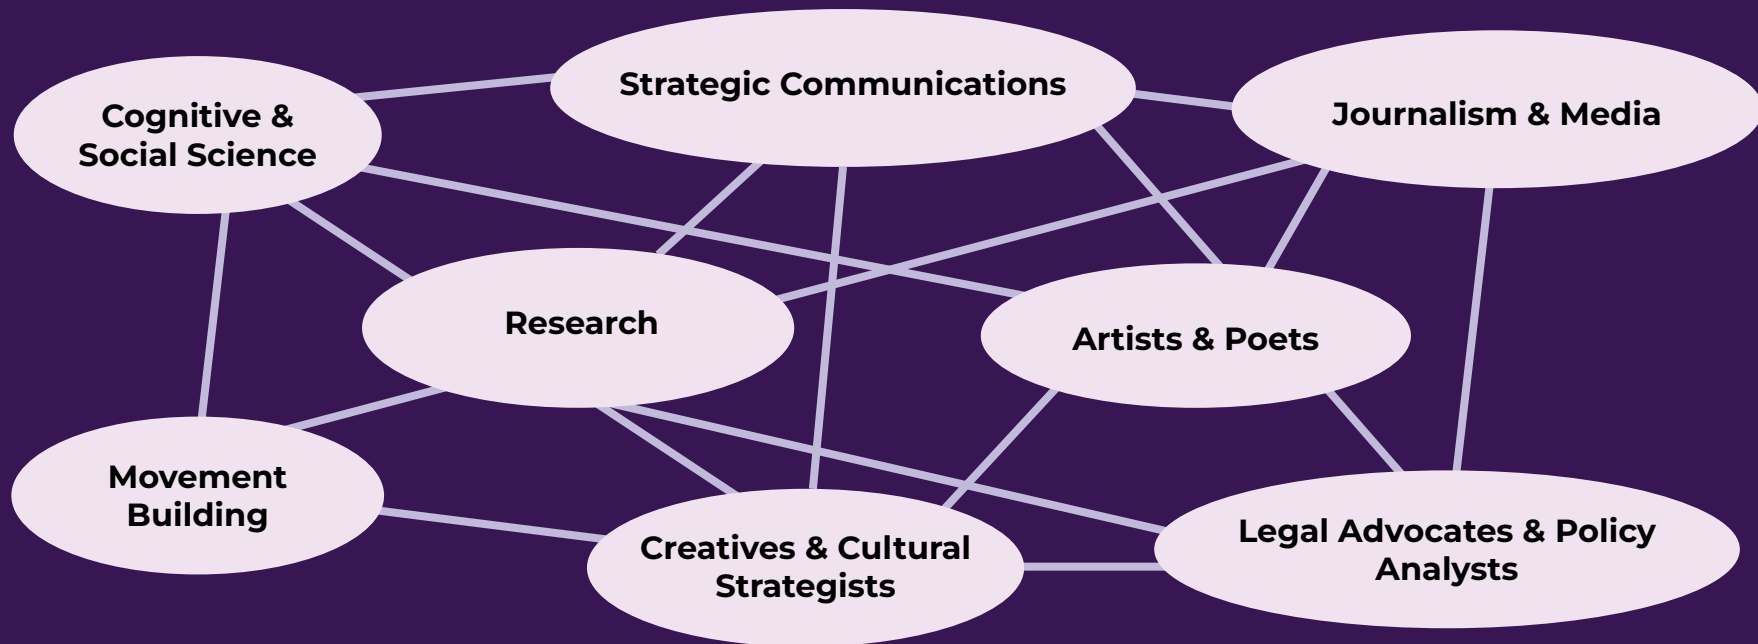 Strategic Communications
Cognitive &
Social Science
Journalism & Media
Research
Artists & Poets
Movement
Building
Creatives & Cultural
Strategists
Legal Advocates & Policy
Analysts